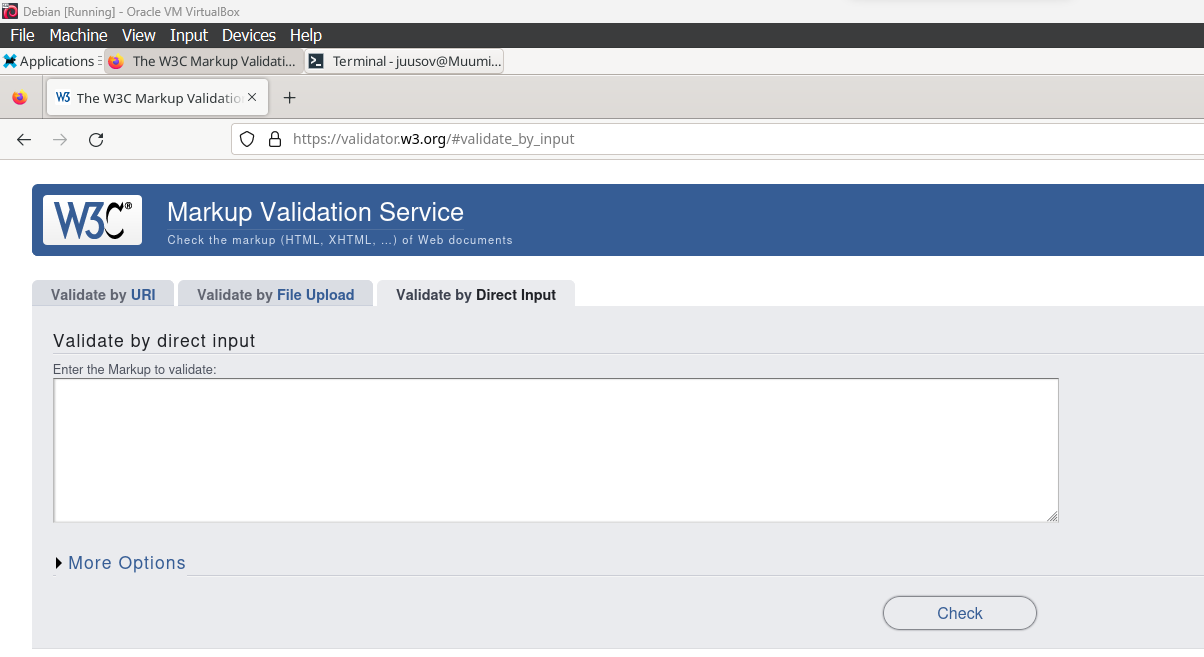 Debian [Running] - Oracle VM VirtualBox
File Machine View Input Devices Help
Applications The W3C Markup Validati... Terminal - juusov@Muumi...
W3 The W3C Markup Validatio
https://validator.w3.org/#validate_by_input
W3C® Markup Validation Service
Check the markup (HTML, XHTML, ...) of Web documents
Validate by URI Validate by File Upload Validate by Direct Input
Validate by direct input
Enter the Markup to validate:
More Options
Check